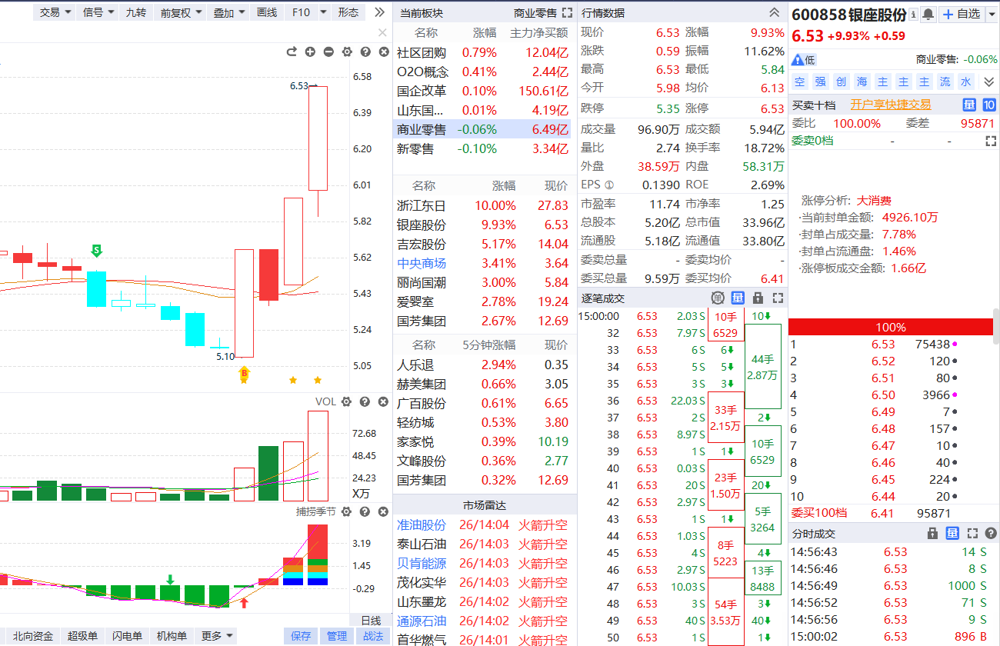 交易 信号 九转 前复权 叠加 画线 F10 形态
6.58
6.53
6.39
6.20
6.01
5.82
5.62
S
5.43
5.24
5.10
5.05
B
VOL
72.68
48.45
24.23
X万
捕捞季节
3.19
1.45
-0.29
日线
北向资金 超级单 闪电单 机构单 更多 保存 管理 战法
当前板块 商业零售
名称 涨幅 主力净买额
社区团购 0.79% 12.04亿
O2O概念 0.41% 2.44亿
国企改革 0.10% 150.61亿
山东国... 0.01% 4.19亿
商业零售 -0.06% 6.49亿
新零售 -0.10% 3.34亿
名称 涨幅 现价
浙江东日 10.00% 27.83
银座股份 9.93% 6.53
吉宏股份 5.17% 14.04
中央商场 3.41% 3.64
丽尚国潮 3.00% 5.84
爱婴室 2.78% 19.24
国芳集团 2.67% 12.69
名称 5分钟涨幅 现价
人乐退 2.94% 0.35
赫美集团 0.66% 3.05
广百股份 0.61% 6.65
轻纺城 0.53% 3.80
家家悦 0.39% 10.19
文峰股份 0.36% 2.77
国芳集团 0.32% 12.69
市场雷达
准油股份 26/14:04 火箭升空
泰山石油 26/14:03 火箭升空
贝肯能源 26/14:03 火箭升空
茂化实华 26/14:03 火箭升空
山东墨龙 26/14:02 火箭升空
通源石油 26/14:02 火箭升空
首华燃气 26/14:01 火箭升空
行情数据
现价 6.53 涨幅 9.93%
涨跌 0.59 振幅 11.62%
最高 6.53 最低 5.84
今开 5.98 均价 6.13
跌停 5.35 涨停 6.53
成交量 96.90万 成交额 5.94亿
量比 2.74 换手率 18.72%
外盘 38.59万 内盘 58.31万
EPS ① 0.1390 ROE 2.69%
市盈率 11.74 市净率 1.25
总股本 5.20亿 总市值 33.96亿
流通股 5.18亿 流通值 33.80亿
委卖总量 - 委卖均价 -
委买总量 9.59万 委买均价 6.41
逐笔成交 单 量
15:00:00 6.53 2.03 S 10手 10
32 6.53 7.97 S 6529
33 6.53 6 S 6
34 6.53 5 S 5 44手
35 6.53 3 S 3 2.87万
36 6.53 22.03 S 33手
37 6.53 2 S 2.15万 2
38 6.53 8.97 S 10手
39 6.53 1 S 1 6529
40 6.53 0.03 S 23手
41 6.53 20 S 1.50万 20
42 6.53 2.97 S 5手
43 6.53 1 S 1 3264
44 6.53 1.03 S 8手
45 6.53 4 S 5223 4
46 6.53 2.97 S 13手
47 6.53 10.03 S 8488
48 6.53 3 S 54手 3
49 6.53 40 S 3.53万 40
50 6.53 1 S 1
600858 银座股份 i 自选
6.53 +9.93% +0.59
低 商业零售: -0.06%
空 强 创 海 主 主 主 流 水
买卖十档 开户享快捷交易 量 10
委比 100.00% 委差 95871
委卖0档 - -
涨停分析: 大消费
·当前封单金额: 4926.10万
·封单占成交量: 7.78%
·封单占流通盘: 1.46%
·涨停板成交金额: 1.66亿
100%
1 6.53 75438
2 6.52 120
3 6.51 80
4 6.50 3966
5 6.49 7
6 6.48 157
7 6.47 10
8 6.46 40
9 6.45 224
10 6.44 20
委买100档 6.41 95871
分时成交 量
14:56:43 6.53 14 S
14:56:46 6.53 8 S
14:56:49 6.53 1000 S
14:56:52 6.53 71 S
14:56:56 6.53 9 S
15:00:02 6.53 896 B